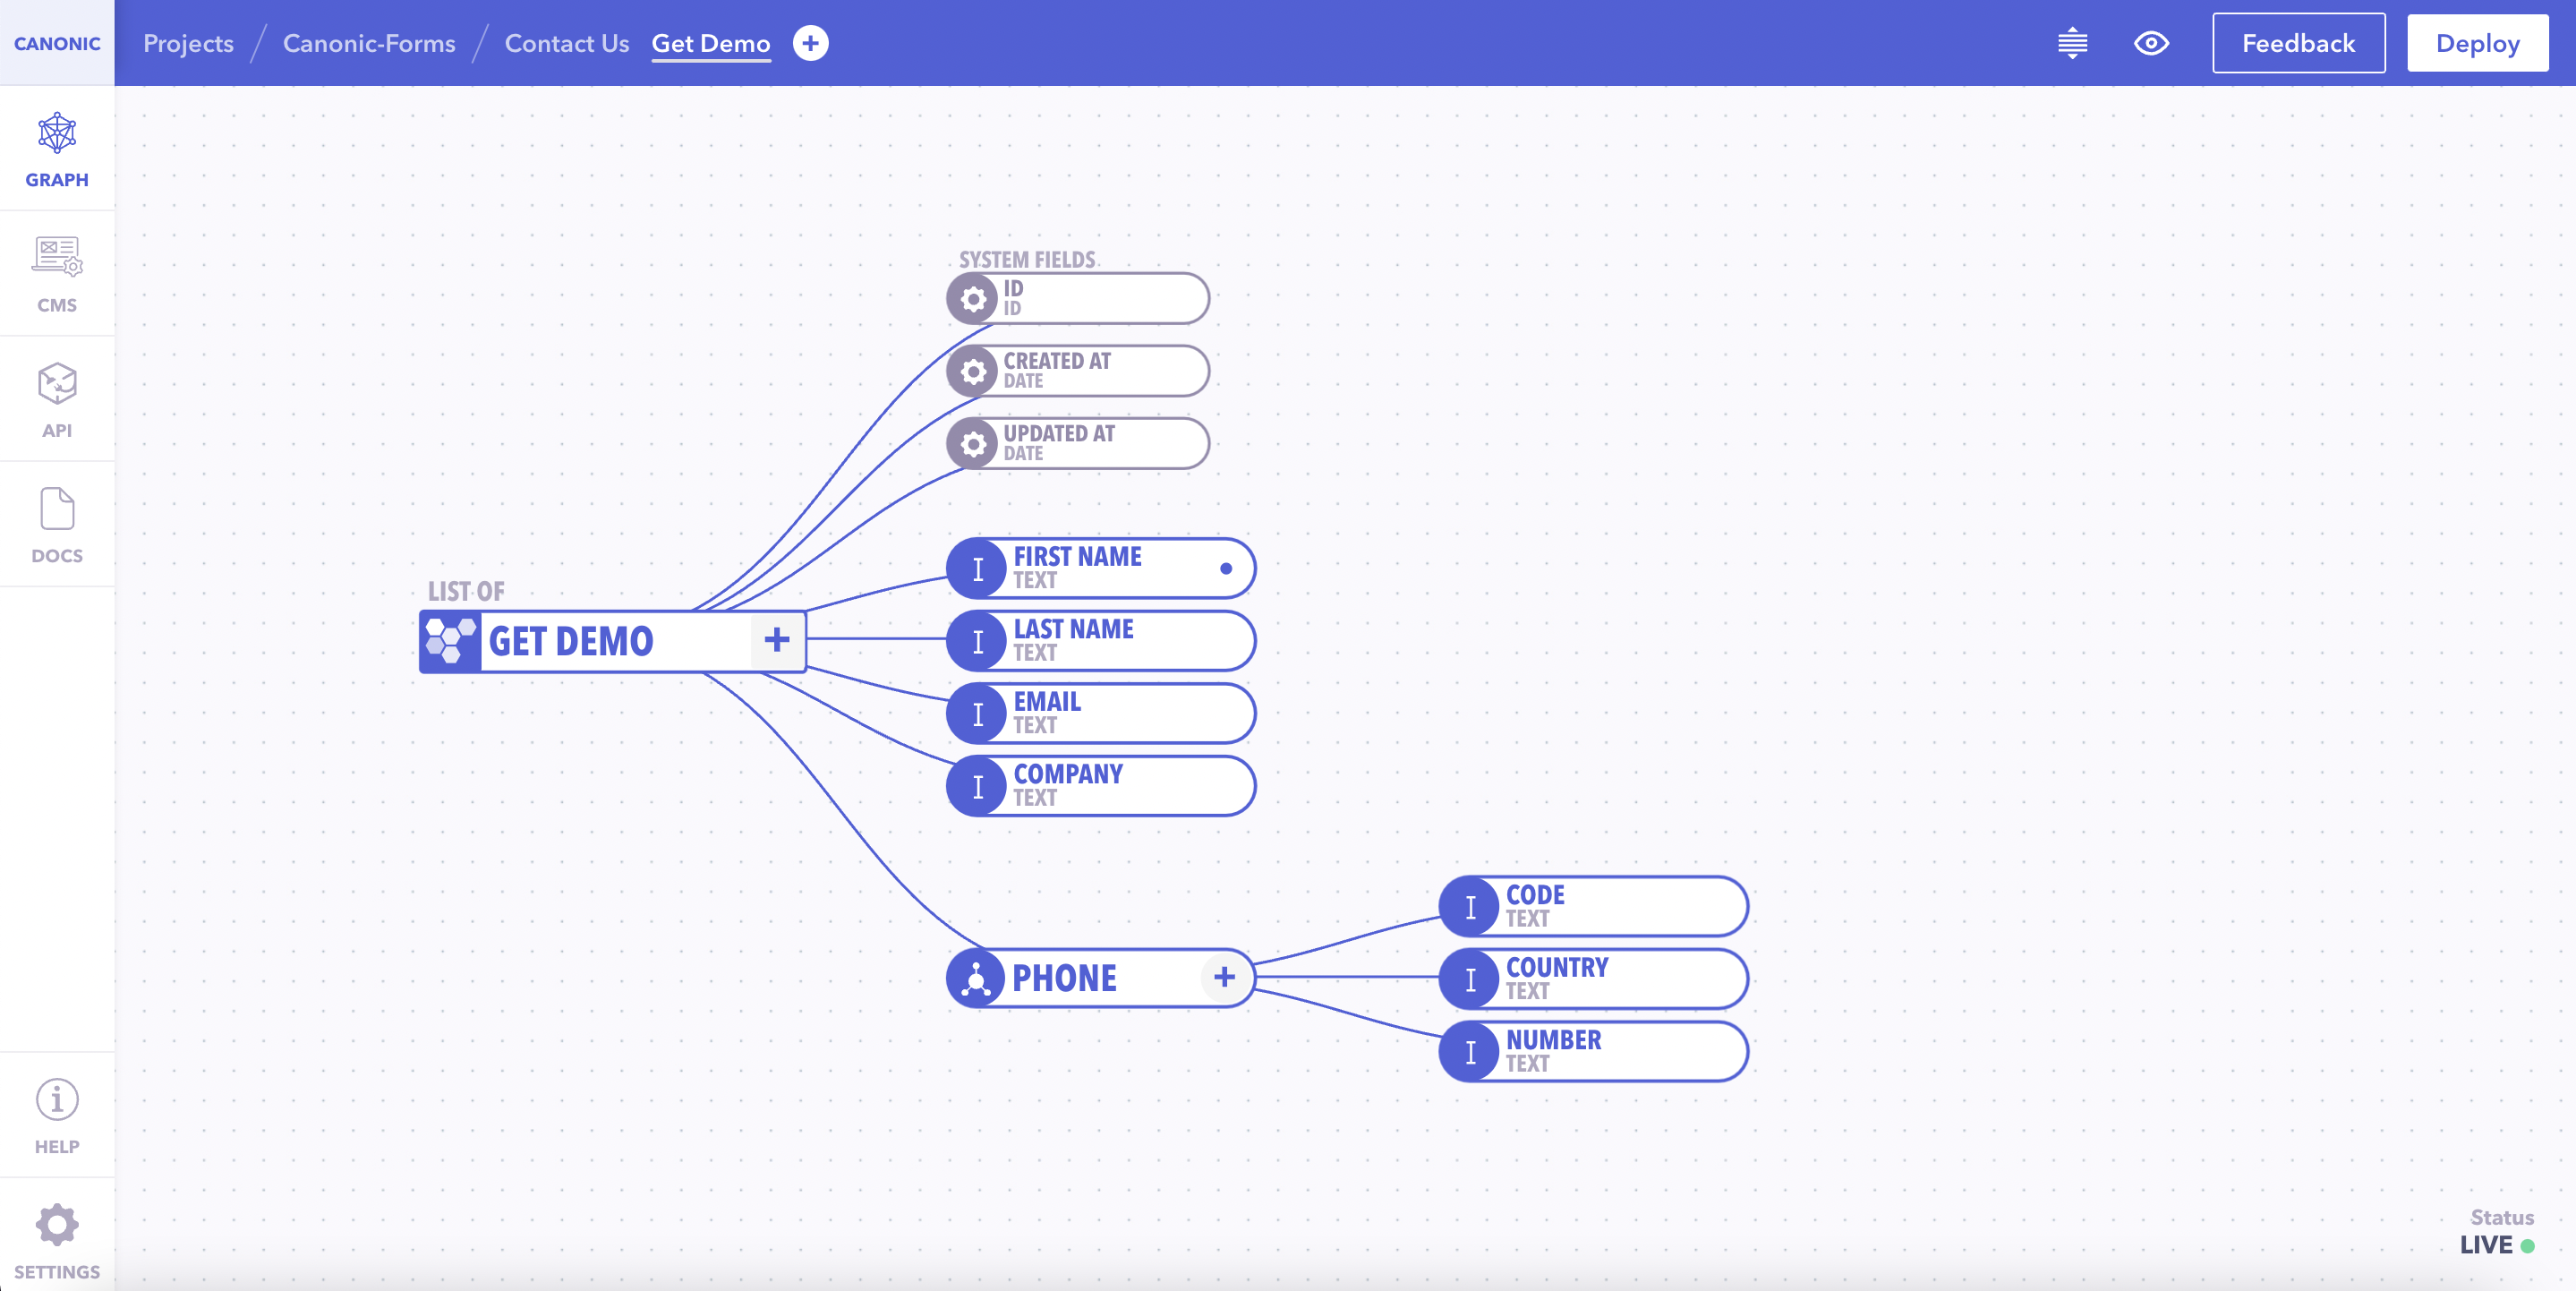 CANONIC
Projects / Canonic-Forms / Contact Us Get Demo +
Feedback
Deploy
GRAPH
CMS
API
DOCS
HELP
SETTINGS
SYSTEM FIELDS
ID
ID
CREATED AT
DATE
UPDATED AT
DATE
LIST OF
GET DEMO +
FIRST NAME
TEXT
LAST NAME
TEXT
EMAIL
TEXT
COMPANY
TEXT
PHONE +
CODE
TEXT
COUNTRY
TEXT
NUMBER
TEXT
Status
LIVE